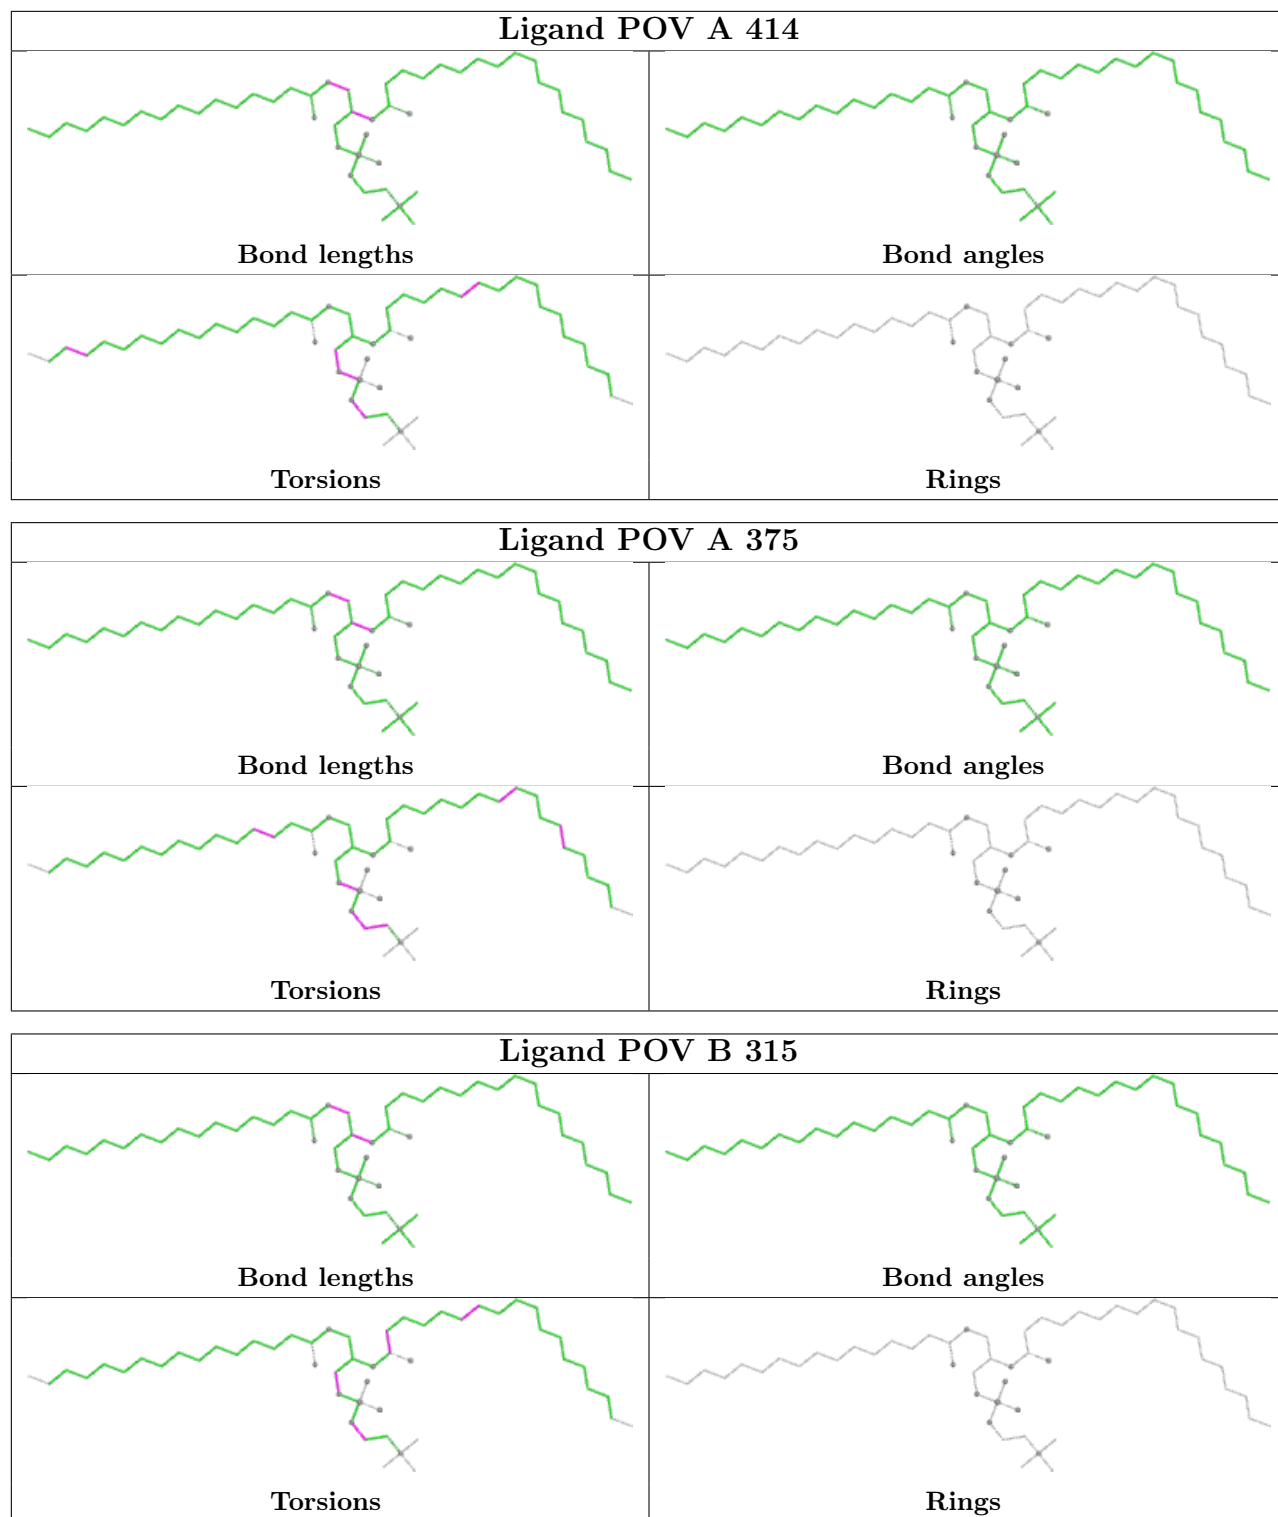 Ligand POV A 414
Bond lengths
Bond angles
Torsions
Rings
Ligand POV A 375
Bond lengths
Bond angles
Torsions
Rings
Ligand POV B 315
Bond lengths
Bond angles
Torsions
Rings